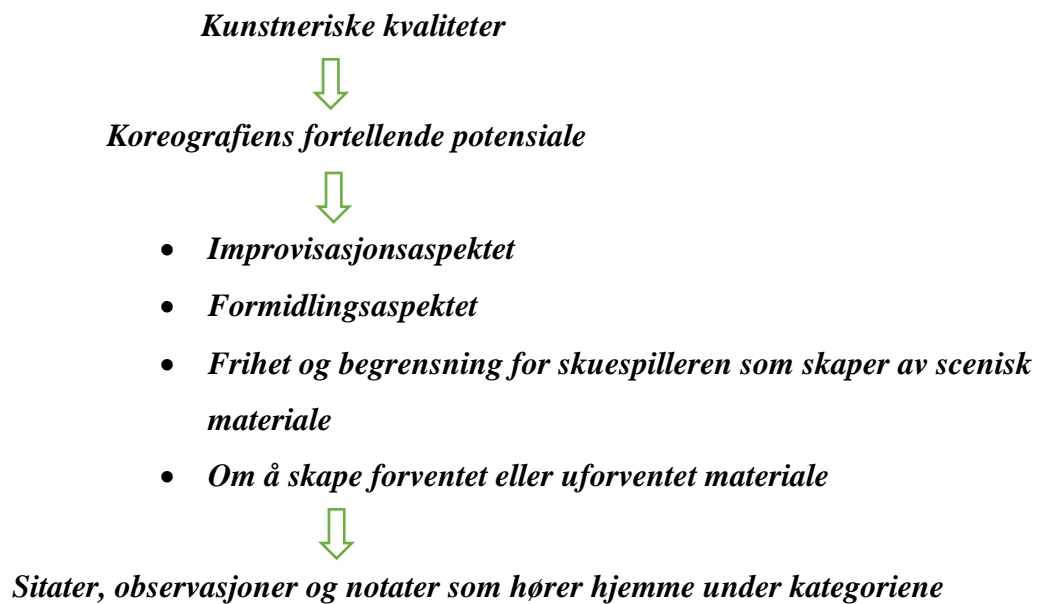 Kunstneriske kvaliteter
Koreografiens fortellende potensiale
• Improvisasjonsaspektet
• Formidlingsaspektet
• Frihet og begrensning for skuespilleren som skaper av scenisk
materiale
• Om å skape forventet eller uforventet materiale
Sitater, observasjoner og notater som hører hjemme under kategoriene